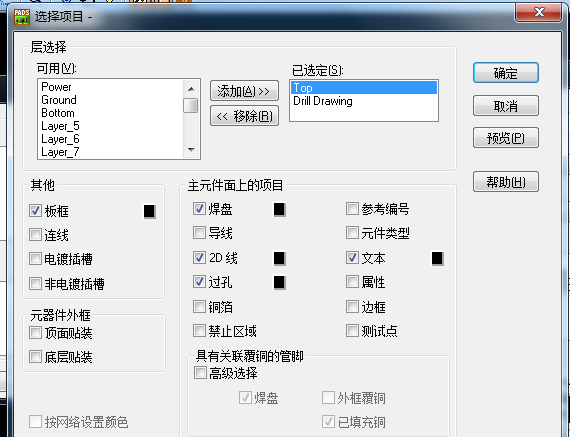 PADS 选择项目 -
层选择
可用(V):
Power
Ground
Bottom
Layer_5
Layer_6
Layer_7
添加(A) >>
<< 移除(R)
已选定(S):
Top
Drill Drawing
确定
取消
预览(P)
帮助(H)
其他
板框
连线
电镀插槽
非电镀插槽
元器件外框
顶面贴装
底层贴装
按网络设置颜色
主元件面上的项目
焊盘
导线
2D 线
过孔
铜箔
禁止区域
参考编号
元件类型
文本
属性
边框
测试点
具有关联覆铜的管脚
高级选择
焊盘
外框覆铜
已填充铜